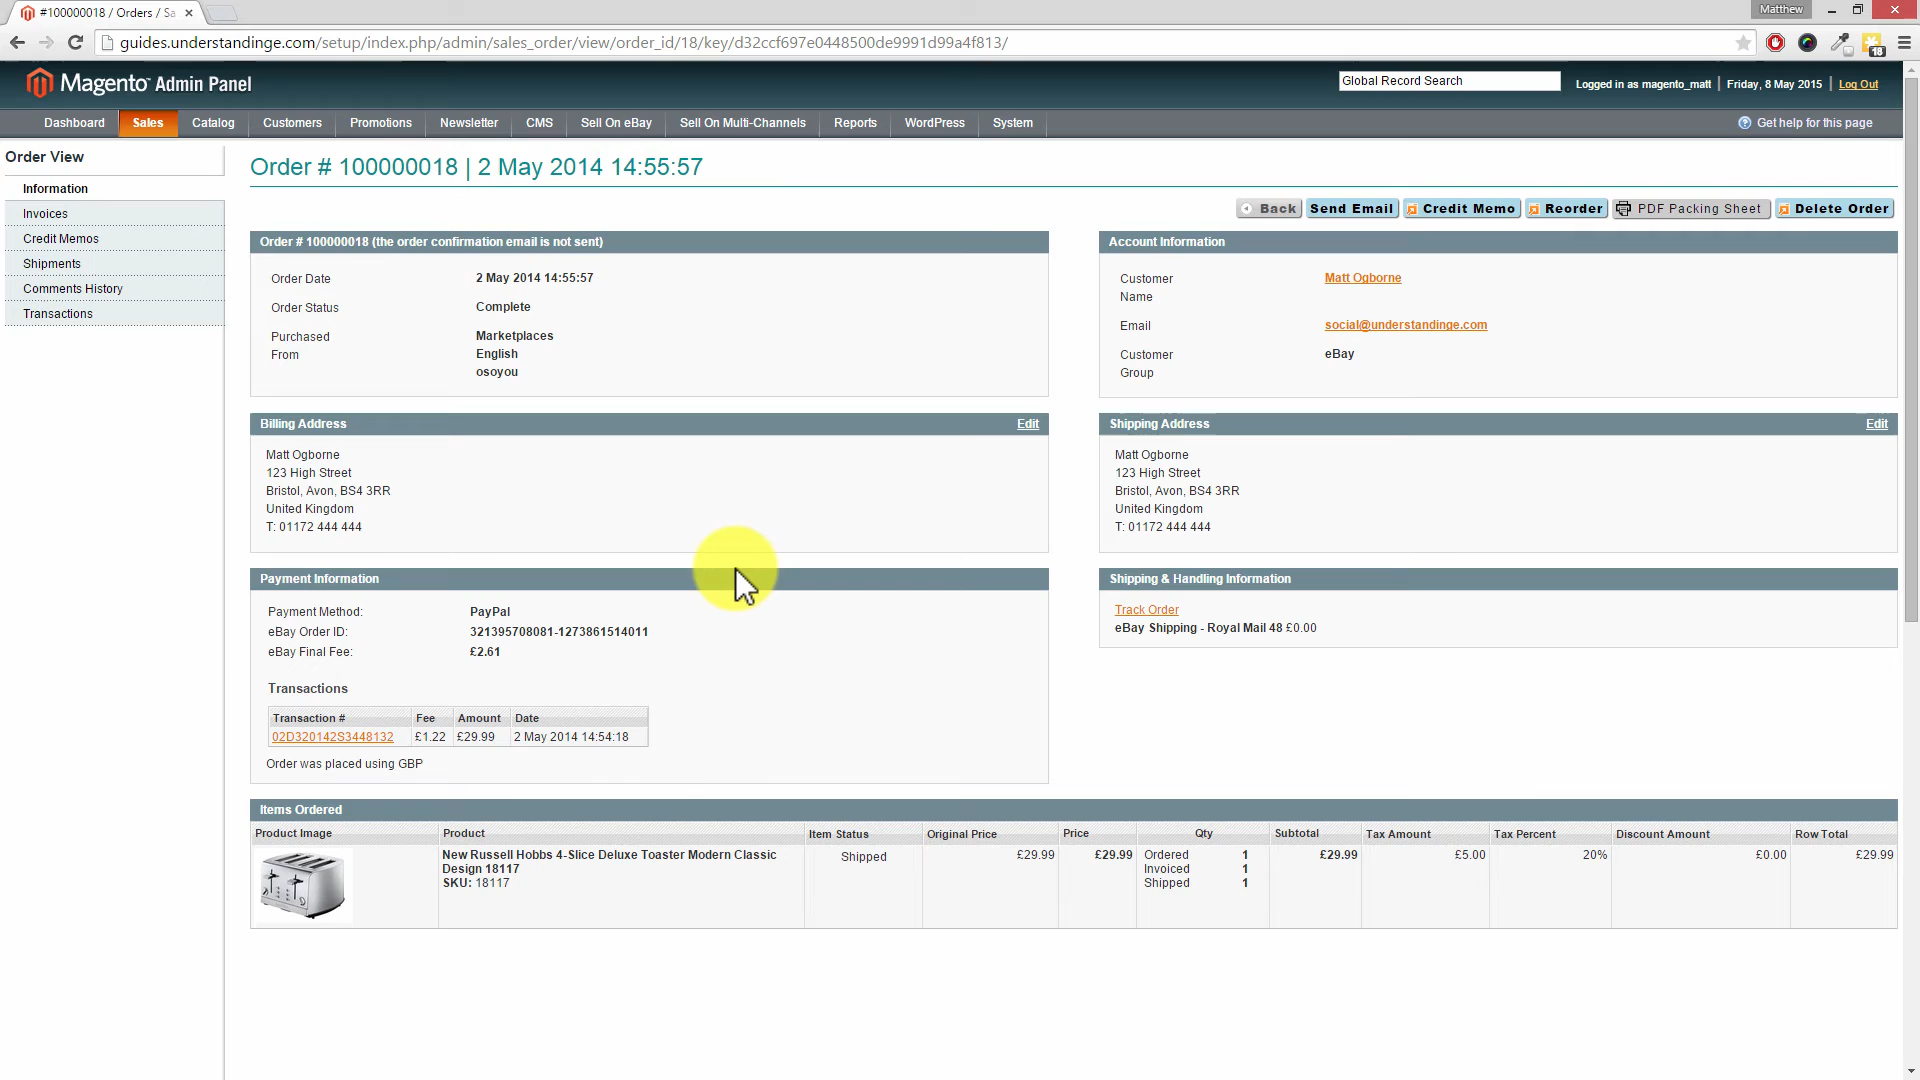 #100000018 / Orders / Sa
Matthew
guides.understandinge.com/setup/index.php/admin/sales_order/view/order_id/18/key/d32ccf697e0448500de9991d99a4f813/
18
Magento™ Admin Panel
Global Record Search
Logged in as magento_matt | Friday, 8 May 2015 | Log Out
Dashboard Sales Catalog Customers Promotions Newsletter CMS Sell On eBay Sell On Multi-Channels Reports WordPress System
Get help for this page
Order View
Information
Invoices
Credit Memos
Shipments
Comments History
Transactions
Order # 100000018 | 2 May 2014 14:55:57
Back Send Email Credit Memo Reorder PDF Packing Sheet Delete Order
Order # 100000018 (the order confirmation email is not sent)
Order Date 2 May 2014 14:55:57
Order Status Complete
Purchased Marketplaces
From English
osoyou
Account Information
Customer Matt Ogborne
Name
Email social@understandinge.com
Customer eBay
Group
Billing Address Edit
Matt Ogborne
123 High Street
Bristol, Avon, BS4 3RR
United Kingdom
T: 01172 444 444
Shipping Address Edit
Matt Ogborne
123 High Street
Bristol, Avon, BS4 3RR
United Kingdom
T: 01172 444 444
Payment Information
Payment Method: PayPal
eBay Order ID: 321395708081-1273861514011
eBay Final Fee: £2.61
Transactions
Transaction # Fee Amount Date
02D320142S3448132 £1.22 £29.99 2 May 2014 14:54:18
Order was placed using GBP
Shipping & Handling Information
Track Order
eBay Shipping - Royal Mail 48 £0.00
Items Ordered
Product Image Product Item Status Original Price Price Qty Subtotal Tax Amount Tax Percent Discount Amount Row Total
New Russell Hobbs 4-Slice Deluxe Toaster Modern Classic Shipped £29.99 £29.99 Ordered 1 £29.99 £5.00 20% £0.00 £29.99
Design 18117 Invoiced 1
SKU: 18117 Shipped 1